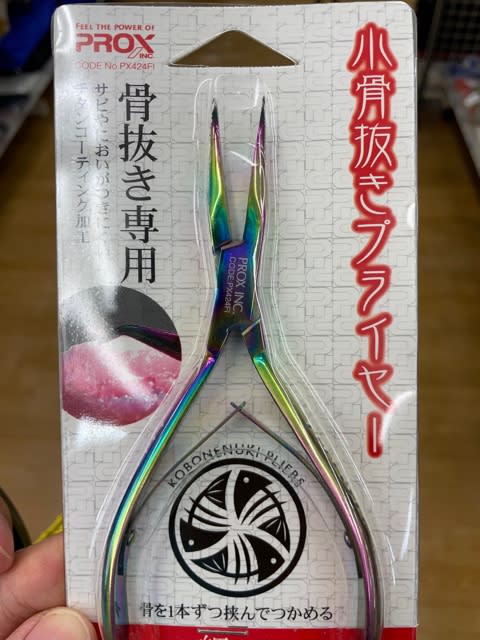 FEEL THE POWER OF
PROX INC.
CODE No.PX424FI
小骨抜きプライヤー
骨抜き専用
サビやにおいがつきにくい
チタンコーティング加工
PROX INC.
CODE:PX424FI
KOBONENUKI PLIERS
骨を1本ずつ挟んでつかめる